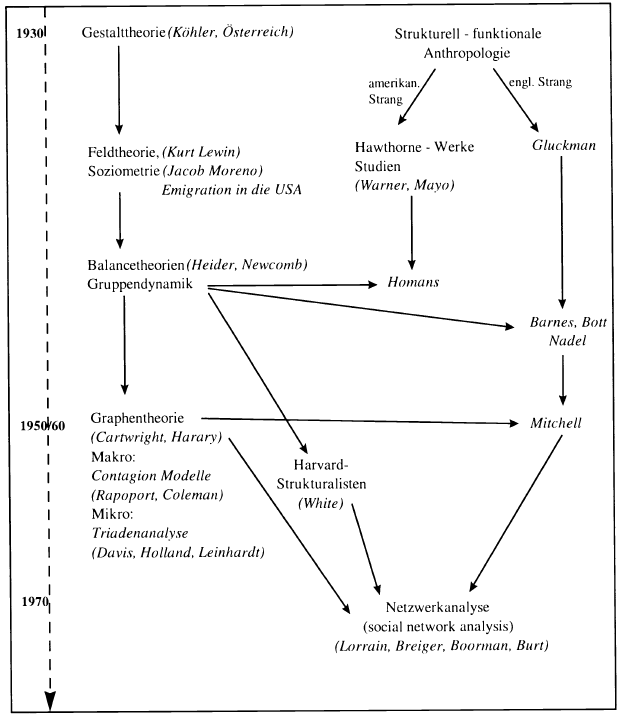 1930
Gestalttheorie (Köhler, Österreich)
Strukturell - funktionale
Anthropologie
amerikan.
Strang
engl. Strang
Feldtheorie, (Kurt Lewin)
Soziometrie (Jacob Moreno)
Emigration in die USA
Hawthorne - Werke
Studien
(Warner, Mayo)
Gluckman
Balancetheorien (Heider, Newcomb)
Gruppendynamik
Homans
Barnes, Bott
Nadel
1950/60
Graphentheorie
(Cartwright, Harary)
Makro:
Contagion Modelle
(Rapoport, Coleman)
Mikro:
Triadenanalyse
(Davis, Holland, Leinhardt)
Mitchell
Harvard-
Strukturalisten
(White)
1970
Netzwerkanalyse
(social network analysis)
(Lorrain, Breiger, Boorman, Burt)